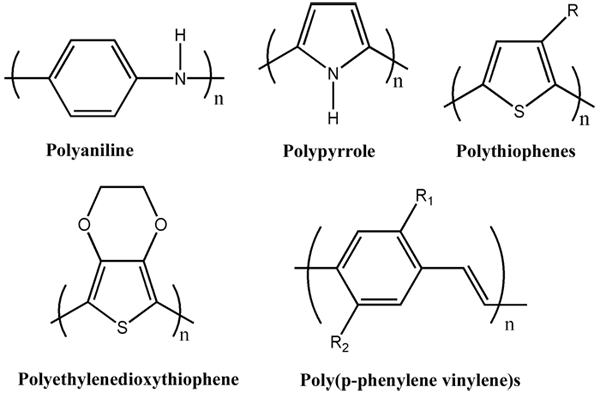 H
N
n
Polyaniline
N
H
n
Polypyrrole
R
S
n
Polythiophenes
O O
S
n
Polyethylenedioxythiophene
R1
R2
n
Poly(p-phenylene vinylene)s